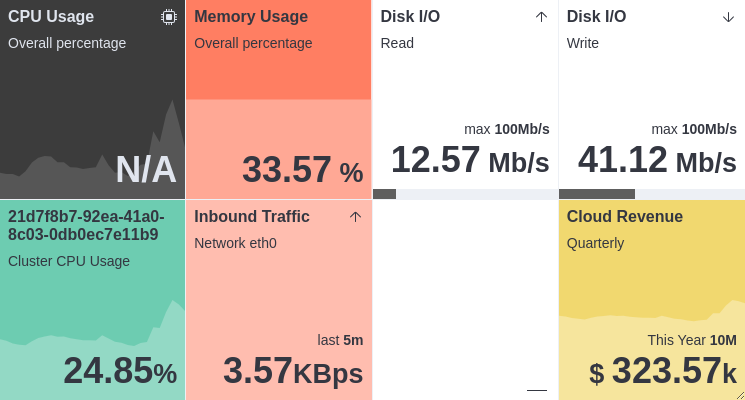 CPU Usage
Overall percentage
N/A
Memory Usage
Overall percentage
33.57 %
Disk I/O
Read
max 100Mb/s
12.57 Mb/s
Disk I/O
Write
max 100Mb/s
41.12 Mb/s
21d7f8b7-92ea-41a0-
8c03-0db0ec7e11b9
Cluster CPU Usage
24.85%
Inbound Traffic
Network eth0
last 5m
3.57KBps
Cloud Revenue
Quarterly
This Year 10M
$ 323.57k